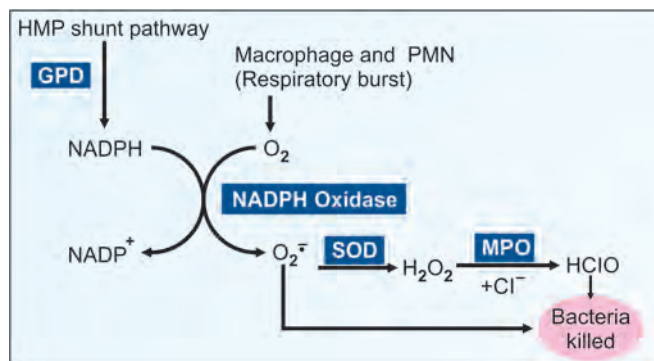 HMP shunt pathway
GPD
Macrophage and PMN
(Respiratory burst)
NADPH
O₂
NADPH Oxidase
NADP⁺
O₂⁻̇
SOD
H₂O₂
MPO
+Cl⁻
HClO
Bacteria
killed